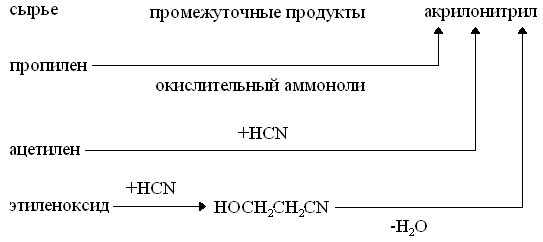 сырье промежуточные продукты акрилонитрил
пропилен
окислительный аммоноли
+HCN
ацетилен
+HCN
этиленоксид HOCH₂CH₂CN
-H₂O